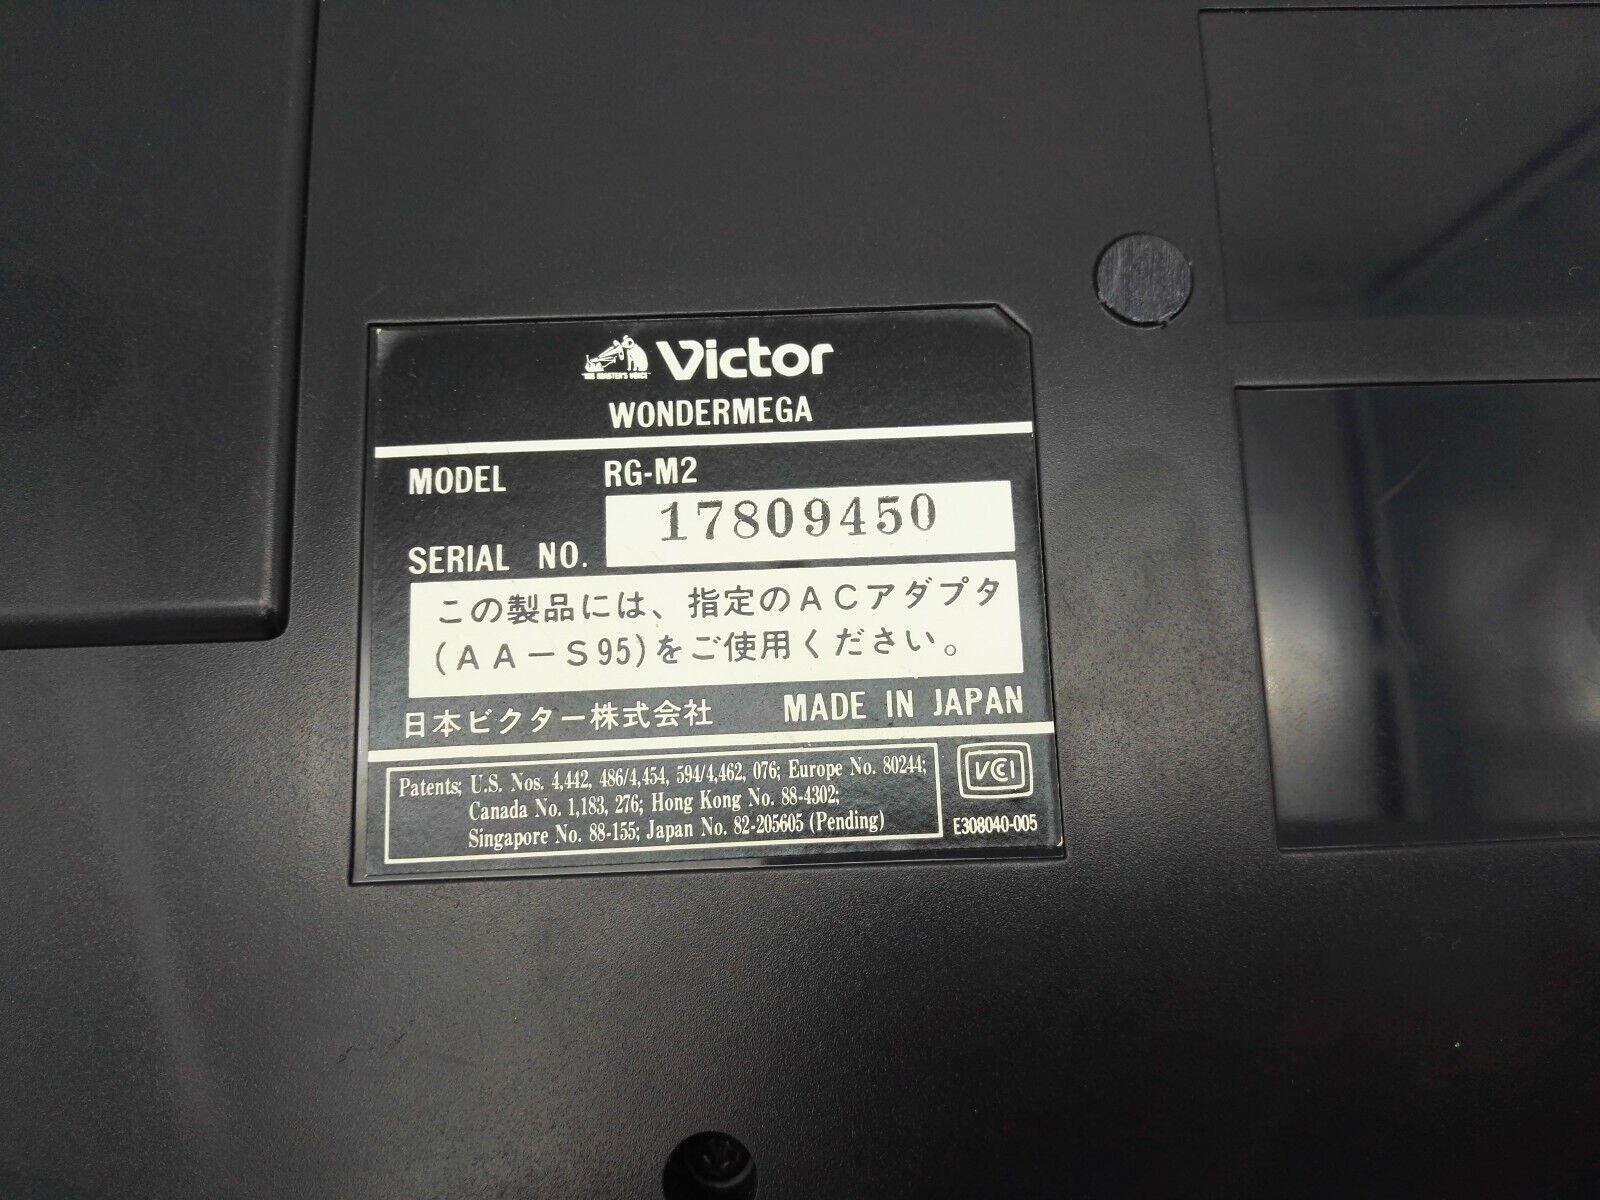 "HIS MASTER'S VOICE" Victor
WONDERMEGA
MODEL RG-M2
SERIAL NO. 17809450
この製品には、指定のACアダプタ
(AA-S95)をご使用ください。
日本ビクター株式会社 MADE IN JAPAN
Patents; U.S. Nos. 4,442, 486/4,454, 594/4,462, 076; Europe No. 80244;
Canada No. 1,183, 276; Hong Kong No. 88-4302;
Singapore No. 88-155; Japan No. 82-205605 (Pending)
VCCI
E308040-005